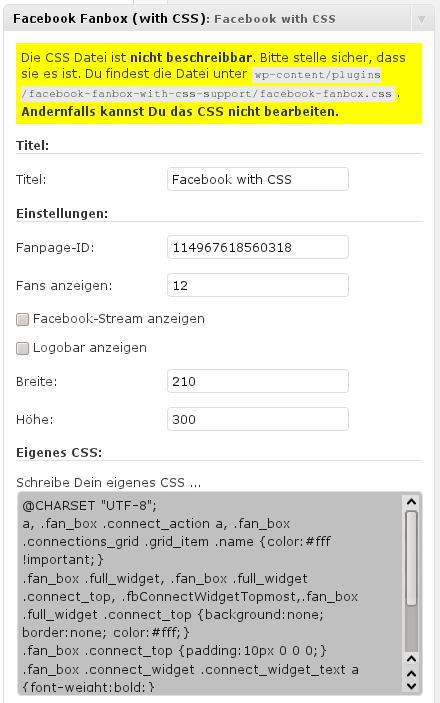 Facebook Fanbox (with CSS): Facebook with CSS
Die CSS Datei ist nicht beschreibbar. Bitte stelle sicher, dass
sie es ist. Du findest die Datei unter wp-content/plugins
/facebook-fanbox-with-css-support/facebook-fanbox.css.
Andernfalls kannst Du das CSS nicht bearbeiten.
Titel:
Titel: Facebook with CSS
Einstellungen:
Fanpage-ID: 114967618560318
Fans anzeigen: 12
Facebook-Stream anzeigen
Logobar anzeigen
Breite: 210
Höhe: 300
Eigenes CSS:
Schreibe Dein eigenes CSS ...
@CHARSET "UTF-8";
a, .fan_box .connect_action a, .fan_box
.connections_grid .grid_item .name {color:#fff
!important;}
.fan_box .full_widget, .fan_box .full_widget
.connect_top, .fbConnectWidgetTopmost,.fan_box
.full_widget .connect_top {background:none;
border:none; color:#fff;}
.fan_box .connect_top {padding:10px 0 0 0;}
.fan_box .connect_widget .connect_widget_text a
{font-weight:bold;}